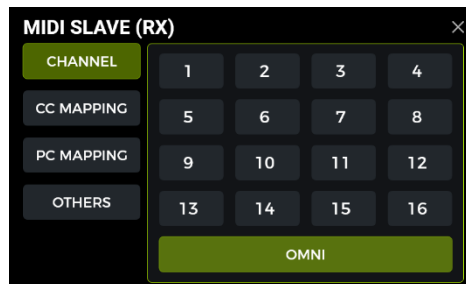 MIDI SLAVE (RX)
CHANNEL
CC MAPPING
PC MAPPING
OTHERS
1 2 3 4
5 6 7 8
9 10 11 12
13 14 15 16
OMNI